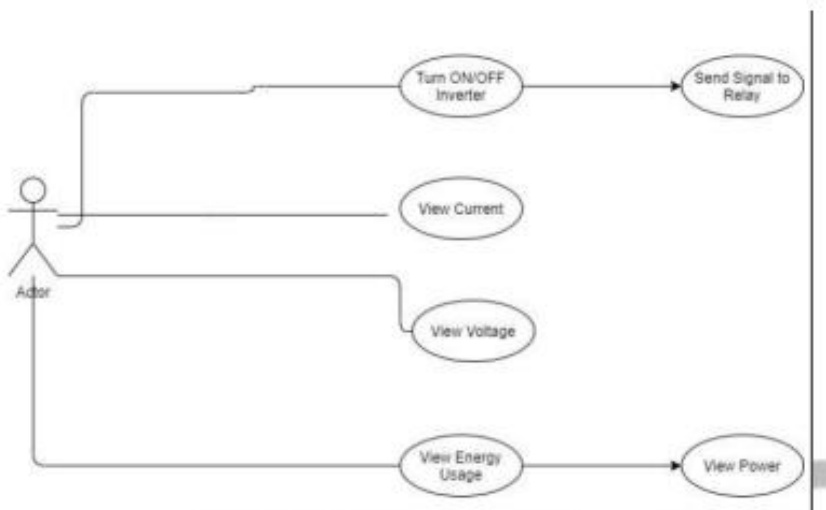 Turn ON/OFF
Inverter
Send Signal to
Relay
View Current
Actor
View Voltage
View Energy
Usage
View Power